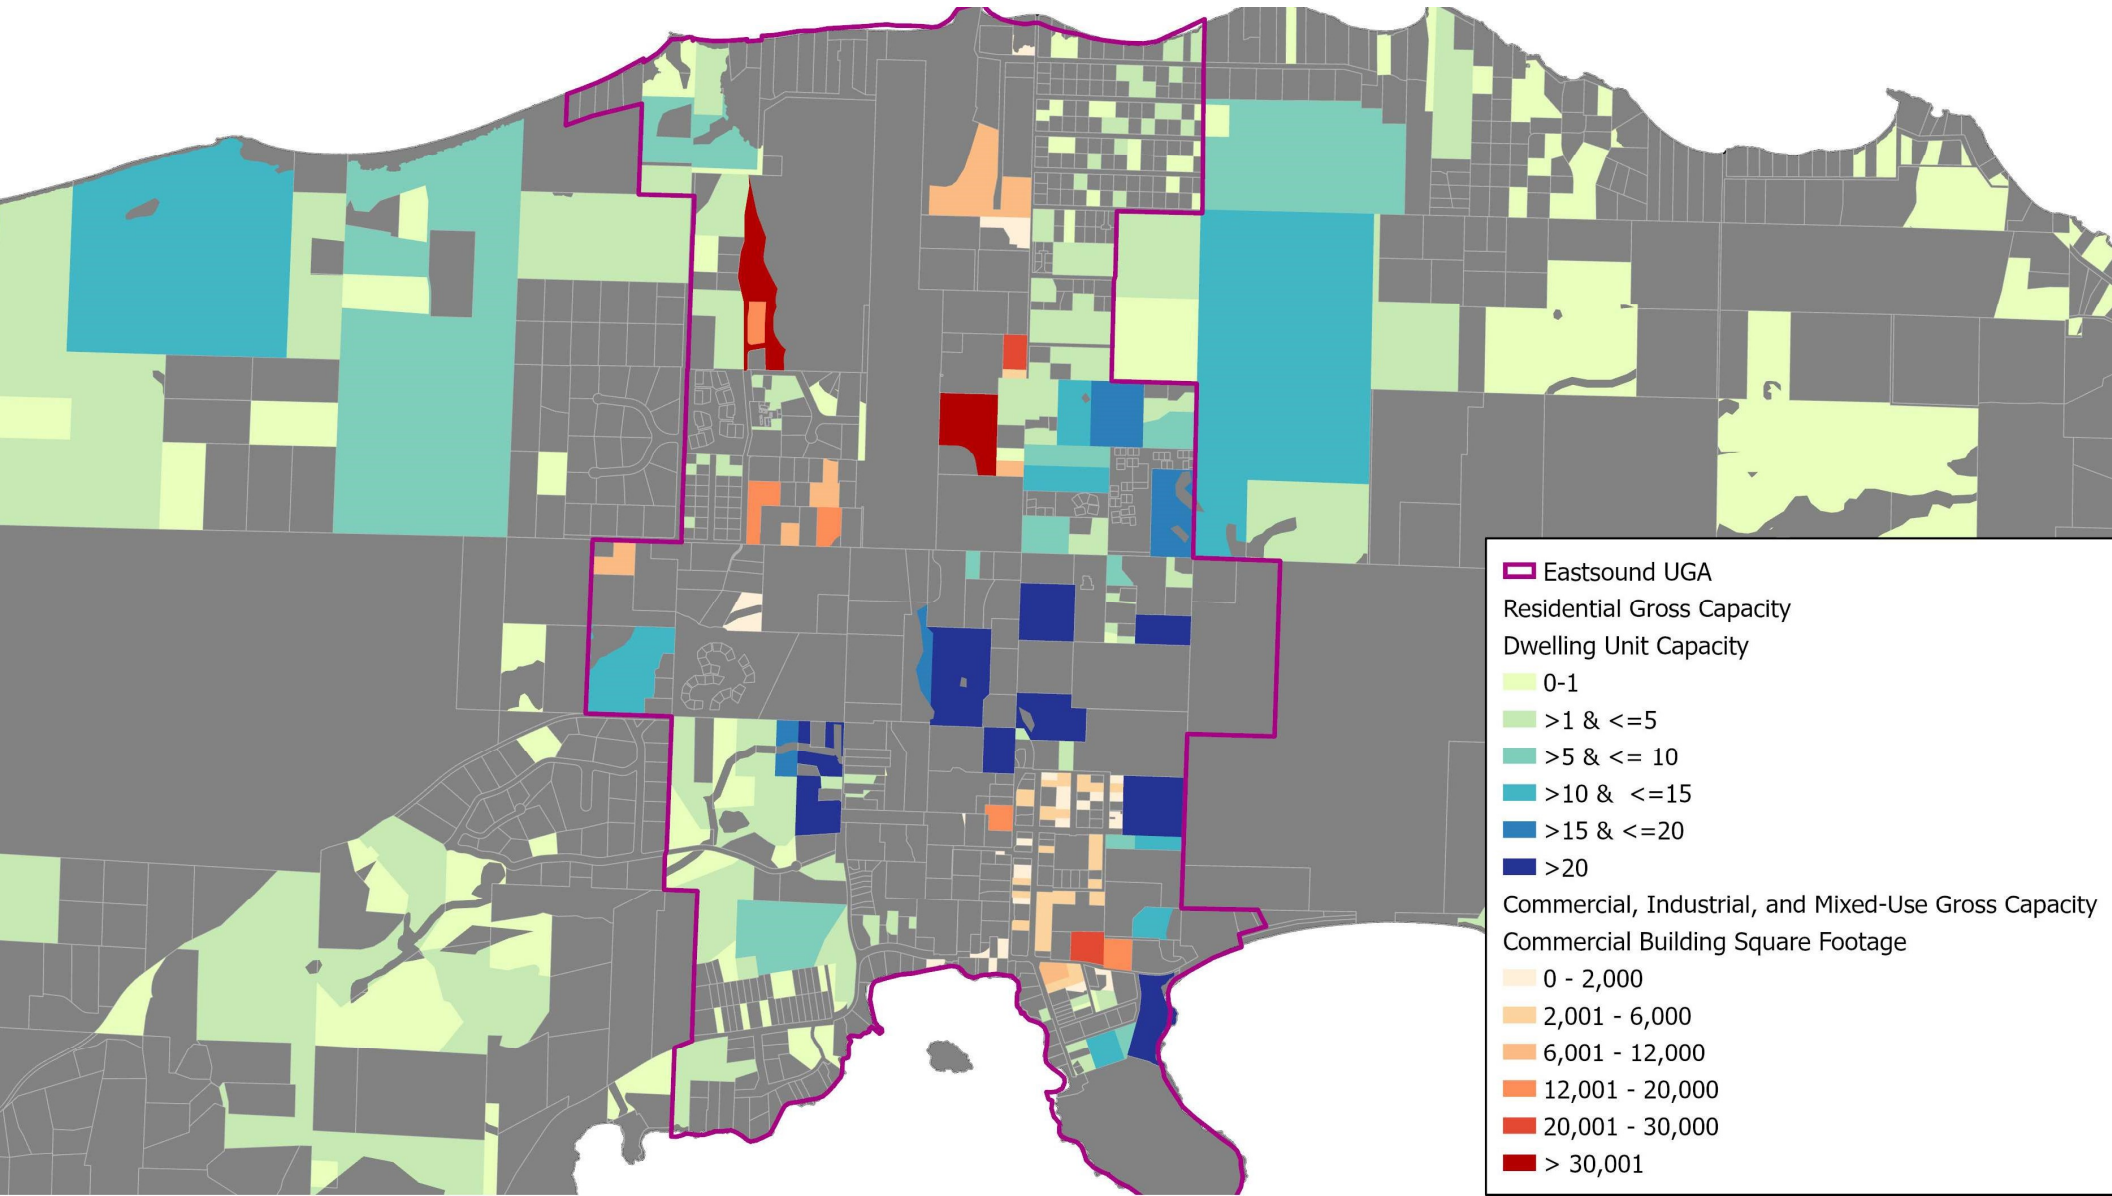 Eastsound UGA
Residential Gross Capacity
Dwelling Unit Capacity
0-1
>1 & <=5
>5 & <= 10
>10 & <=15
>15 & <=20
>20
Commercial, Industrial, and Mixed-Use Gross Capacity
Commercial Building Square Footage
0 - 2,000
2,001 - 6,000
6,001 - 12,000
12,001 - 20,000
20,001 - 30,000
> 30,001